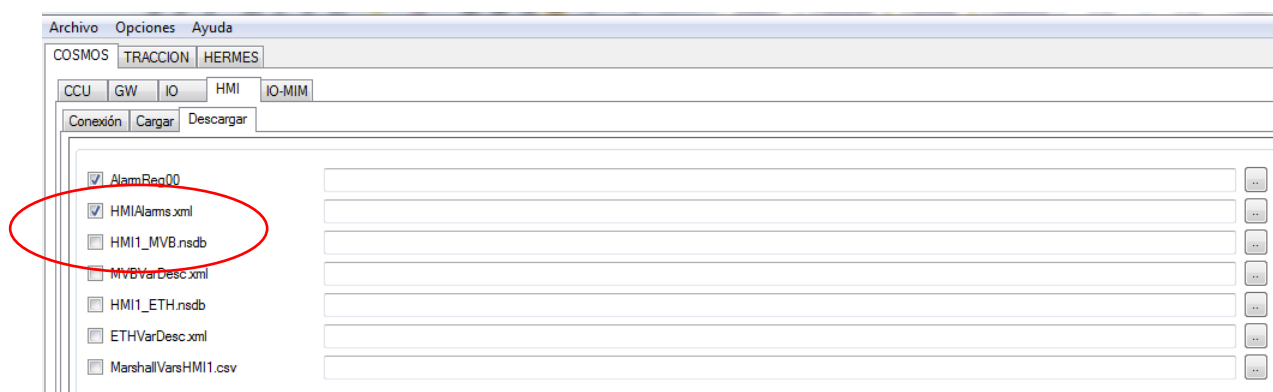 Archivo Opciones Ayuda
COSMOS TRACCION HERMES
CCU GW IO HMI IO-MIM
Conexión Cargar Descargar
AlarmReg00 ..
HMIAlarms.xml ..
HMI1_MVB.nsdb ..
MVBVarDesc.xml ..
HMI1_ETH.nsdb ..
ETHVarDesc.xml ..
MarshallVarsHMI1.csv ..